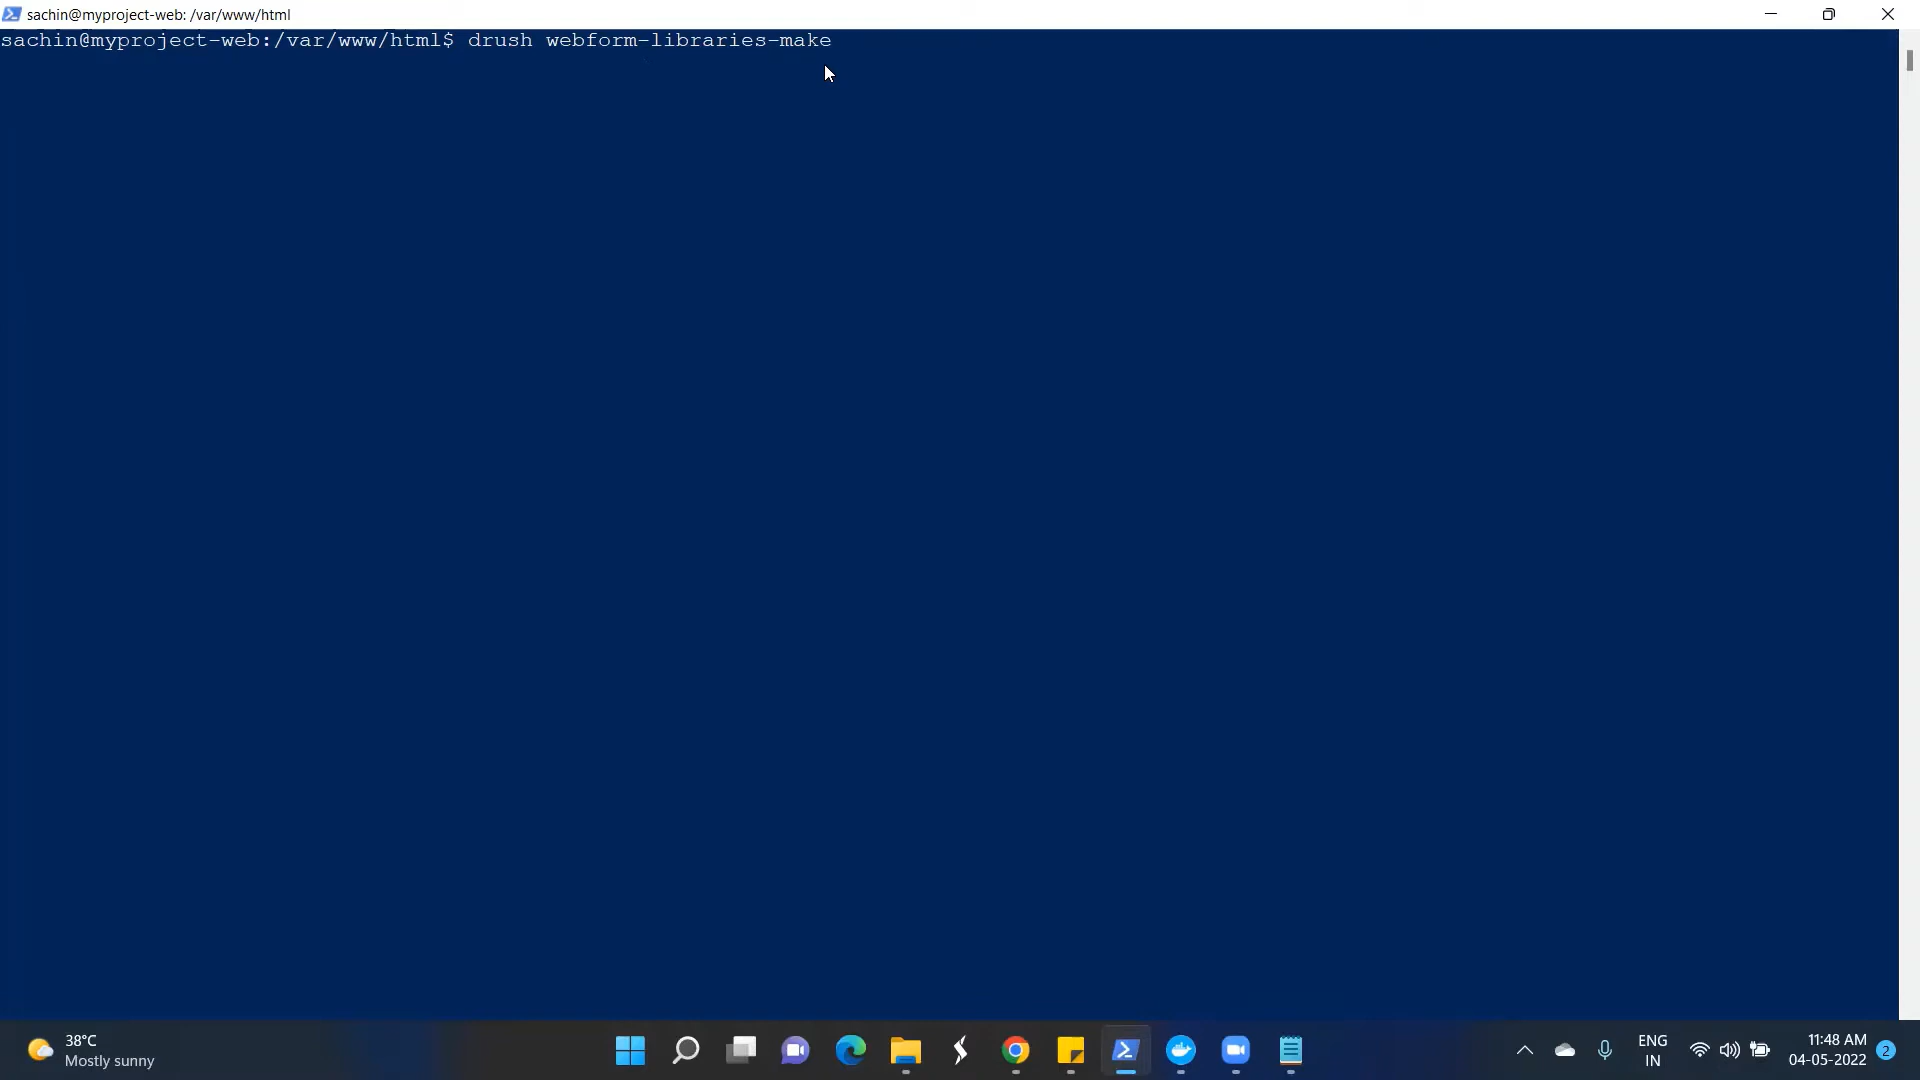 sachin@myproject-web: /var/www/html
sachin@myproject-web:/var/www/html$ drush webform-libraries-make
38°C
Mostly sunny
ENG
IN
11:48 AM
04-05-2022
2